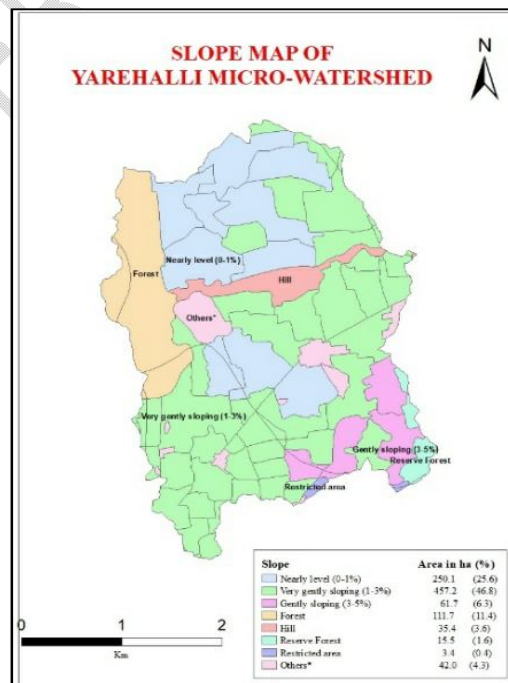 SLOPE MAP OF
YAREHALLI MICRO-WATERSHED
N
Nearly level (0-1%)
Forest
Hill
Others*
Very gently sloping (1-3%)
Gently sloping (3-5%)
Reserve Forest
Restricted area
Slope Area in ha (%)
Nearly level (0-1%) 250.1 (25.6)
Very gently sloping (1-3%) 457.2 (46.8)
Gently sloping (3-5%) 61.7 (6.3)
Forest 111.7 (11.4)
Hill 35.4 (3.6)
Reserve Forest 15.5 (1.6)
Restricted area 3.4 (0.4)
Others* 42.0 (4.3)
0 1 2
Km